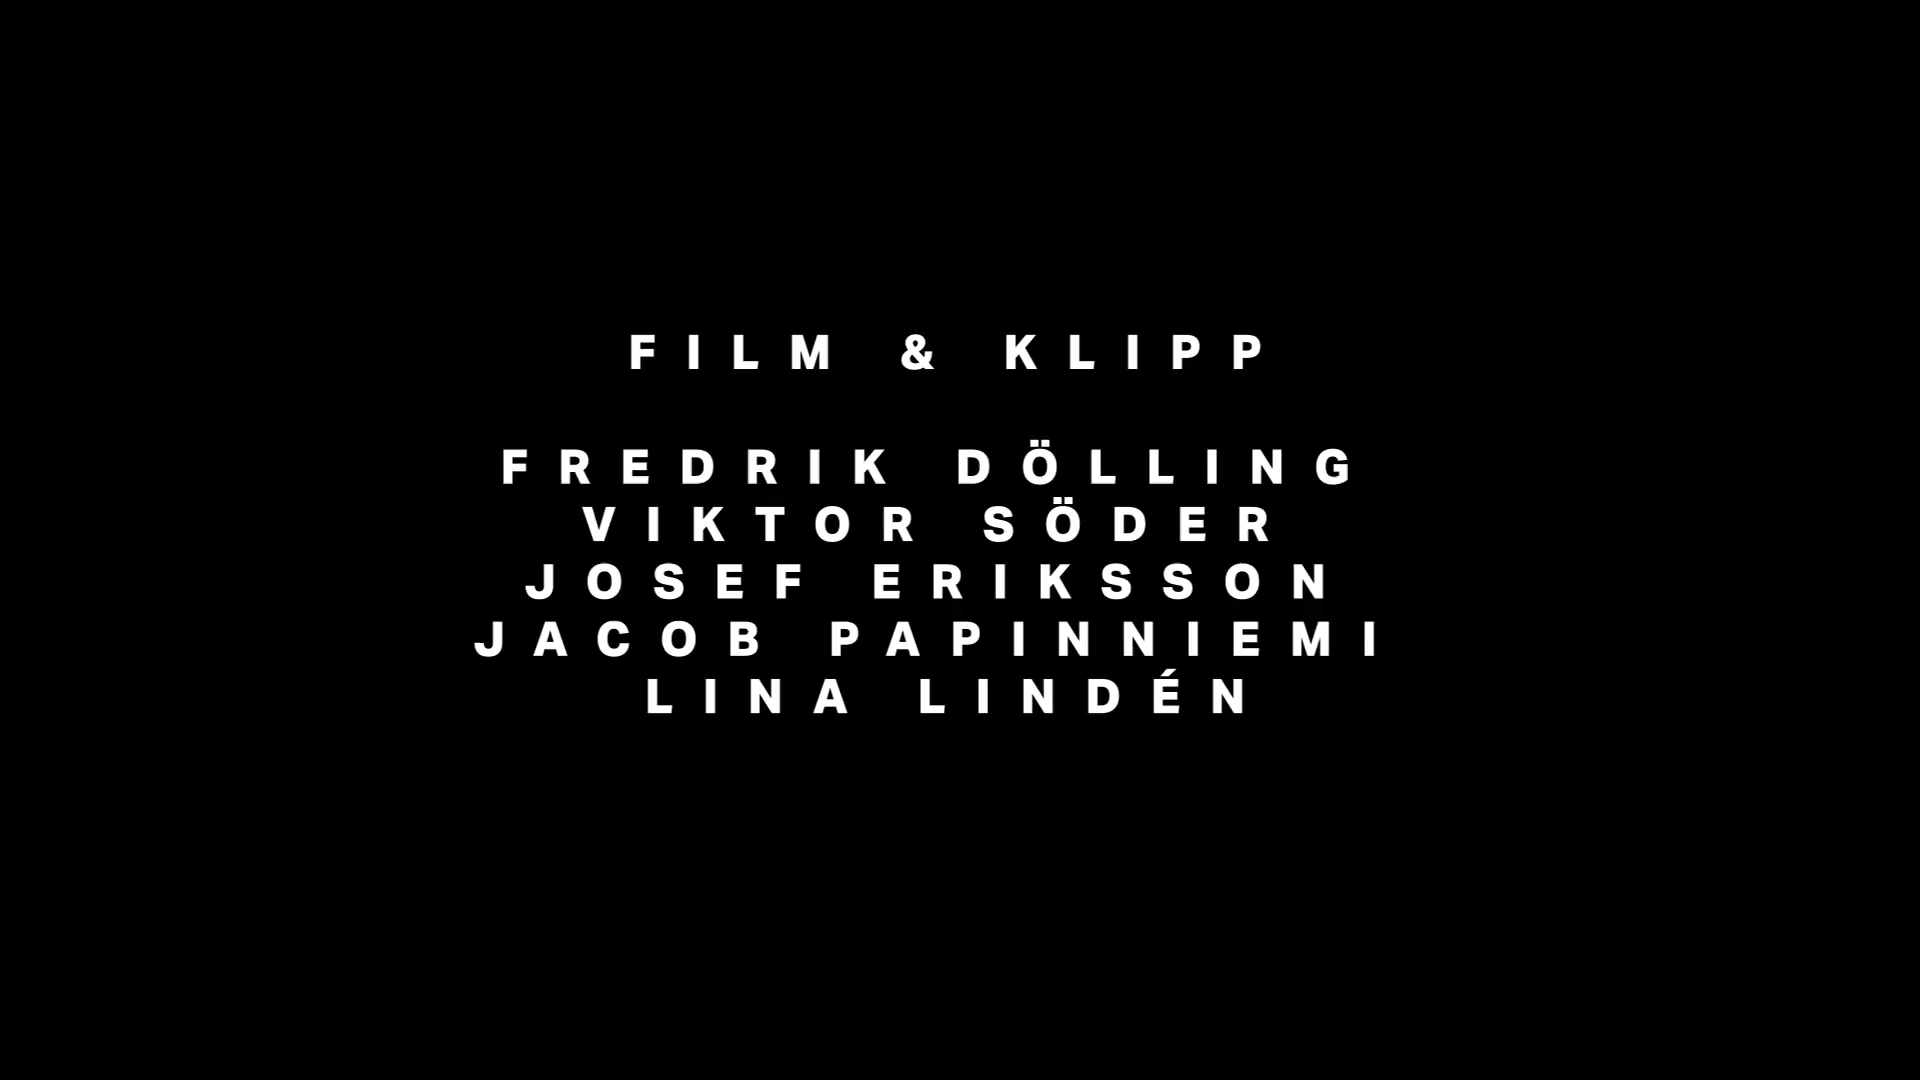 FILM & KLIPP
FREDRIK DÖLLING
VIKTOR SÖDER
JOSEF ERIKSSON
JACOB PAPINNIEMI
LINA LINDÉN